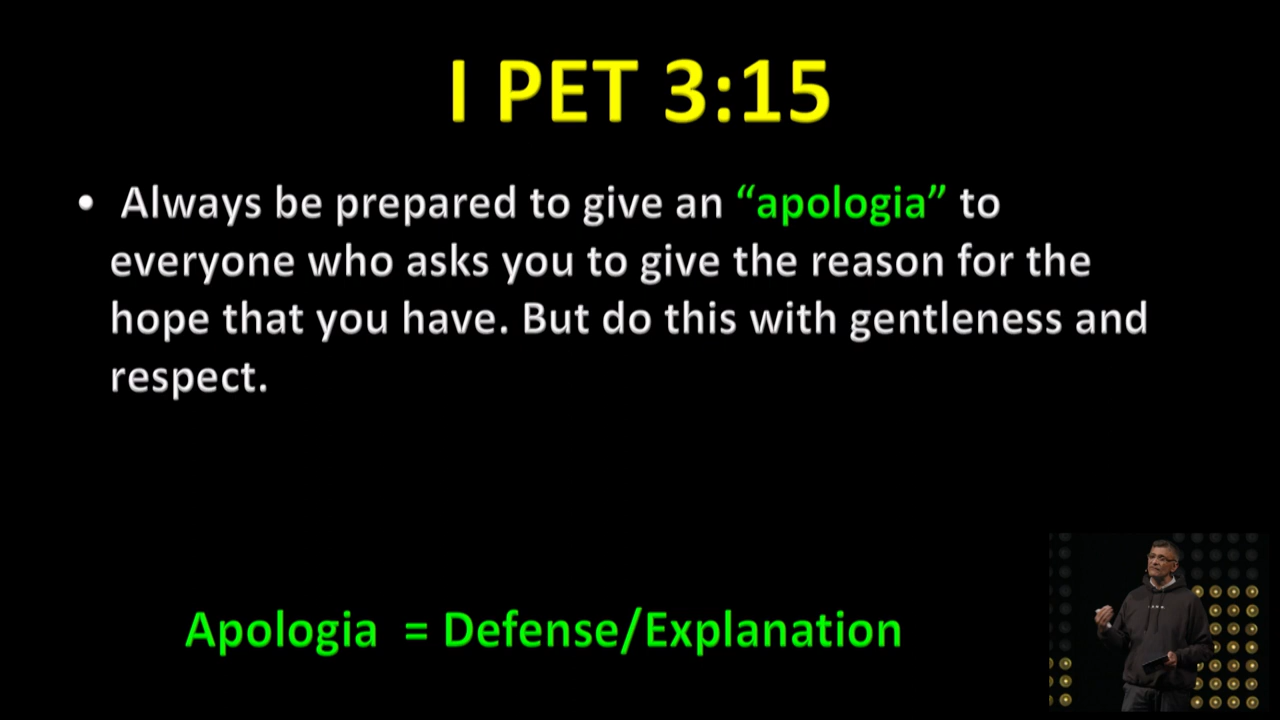 I PET 3:15
• Always be prepared to give an “apologia” to
everyone who asks you to give the reason for the
hope that you have. But do this with gentleness and
respect.
Apologia = Defense/Explanation